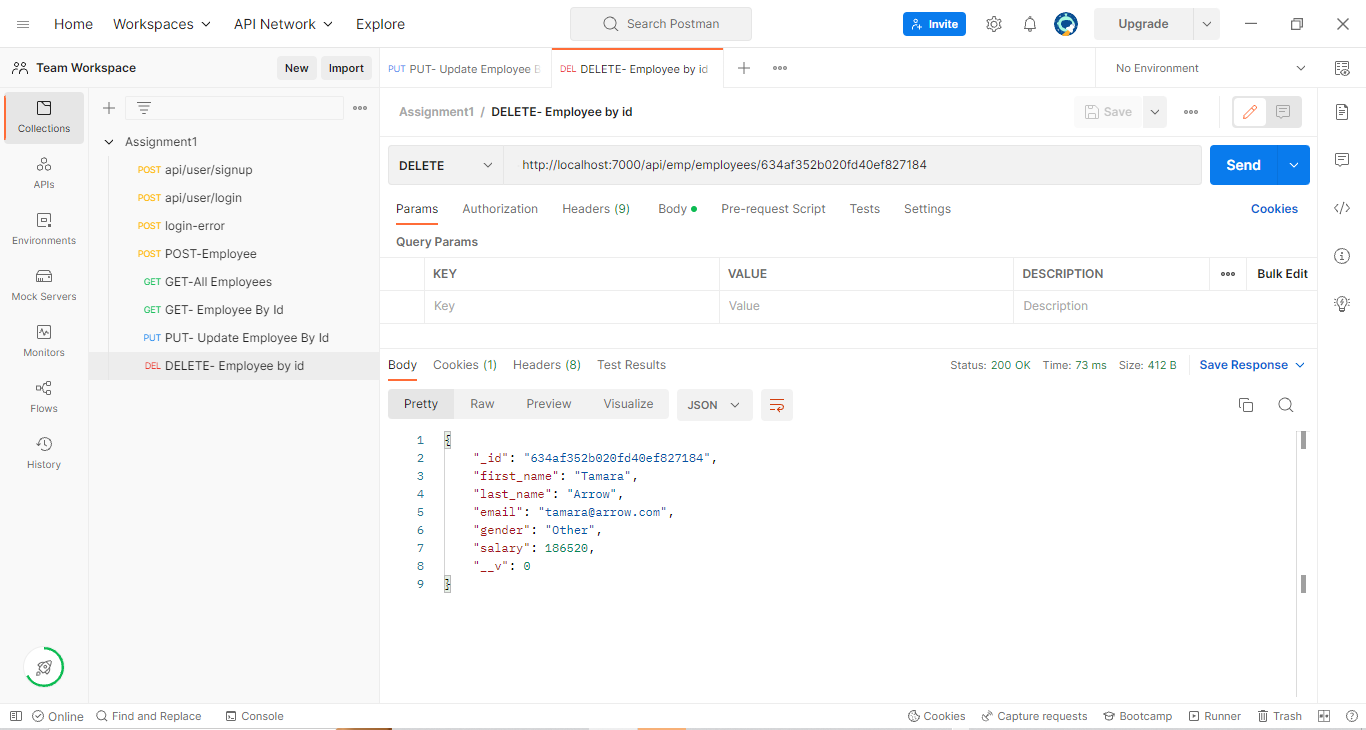 Home Workspaces API Network Explore Search Postman Invite Upgrade
Team Workspace New Import PUT PUT- Update Employee B DEL DELETE- Employee by id No Environment
Collections
APIs
Environments
Mock Servers
Monitors
Flows
History
Assignment1
POST api/user/signup
POST api/user/login
POST login-error
POST POST-Employee
GET GET-All Employees
GET GET- Employee By Id
PUT PUT- Update Employee By Id
DEL DELETE- Employee by id
Assignment1 / DELETE- Employee by id Save
DELETE http://localhost:7000/api/emp/employees/634af352b020fd40ef827184 Send
Params Authorization Headers (9) Body Pre-request Script Tests Settings Cookies
Query Params
KEY VALUE DESCRIPTION Bulk Edit
Key Value Description
Body Cookies (1) Headers (8) Test Results Status: 200 OK Time: 73 ms Size: 412 B Save Response
Pretty Raw Preview Visualize JSON
1 {
2 "_id": "634af352b020fd40ef827184",
3 "first_name": "Tamara",
4 "last_name": "Arrow",
5 "email": "tamara@arrow.com",
6 "gender": "Other",
7 "salary": 186520,
8 "__v": 0
9 }
Online Find and Replace Console Cookies Capture requests Bootcamp Runner Trash